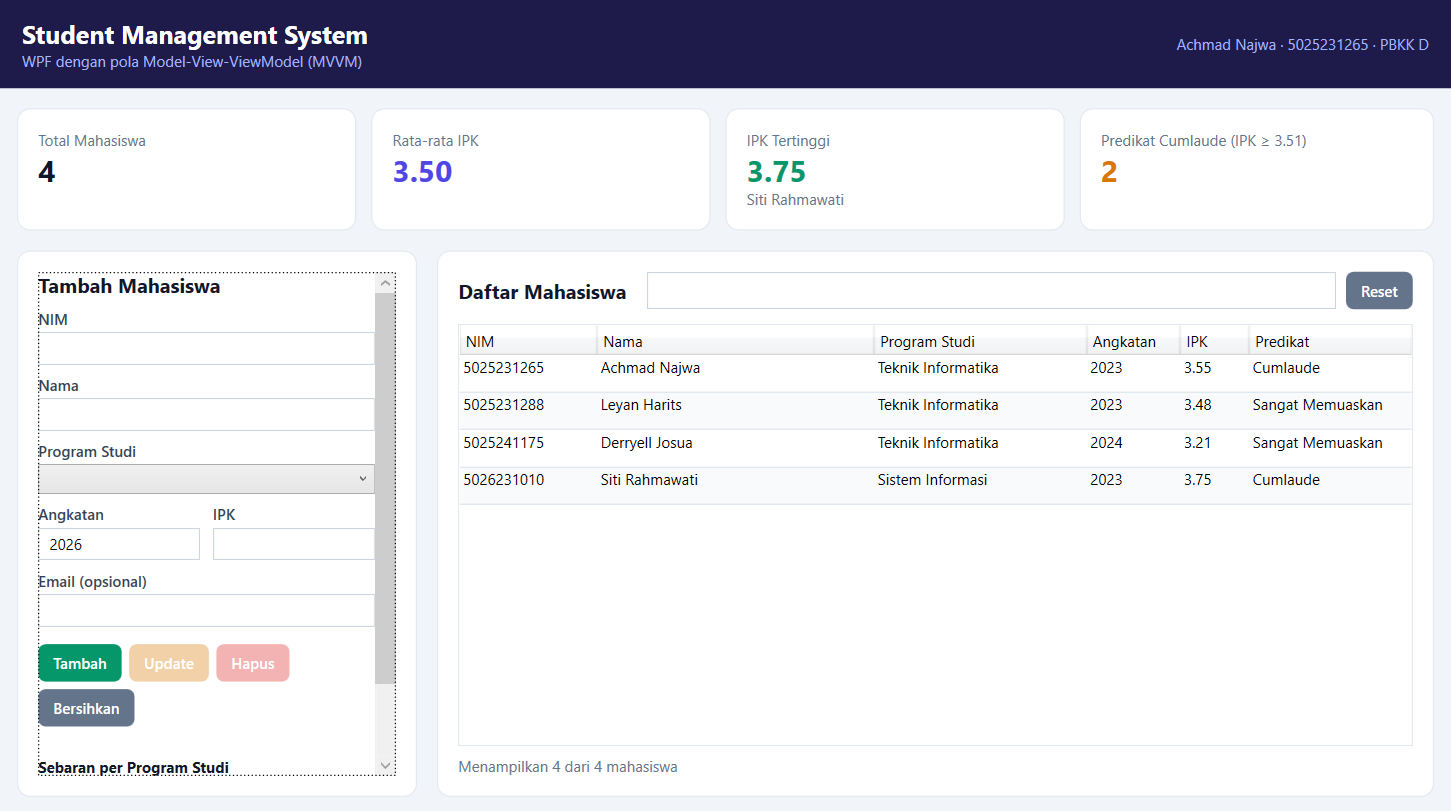 Student Management System
WPF dengan pola Model-View-ViewModel (MVVM)
Achmad Najwa · 5025231265 · PBKK D
Total Mahasiswa
4
Rata-rata IPK
3.50
IPK Tertinggi
3.75
Siti Rahmawati
Predikat Cumlaude (IPK ≥ 3.51)
2
Tambah Mahasiswa
NIM
Nama
Program Studi
Angkatan IPK
2026
Email (opsional)
Tambah Update Hapus
Bersihkan
Sebaran per Program Studi
Daftar Mahasiswa Reset
NIM Nama Program Studi Angkatan IPK Predikat
5025231265 Achmad Najwa Teknik Informatika 2023 3.55 Cumlaude
5025231288 Leyan Harits Teknik Informatika 2023 3.48 Sangat Memuaskan
5025241175 Derryell Josua Teknik Informatika 2024 3.21 Sangat Memuaskan
5026231010 Siti Rahmawati Sistem Informasi 2023 3.75 Cumlaude
Menampilkan 4 dari 4 mahasiswa